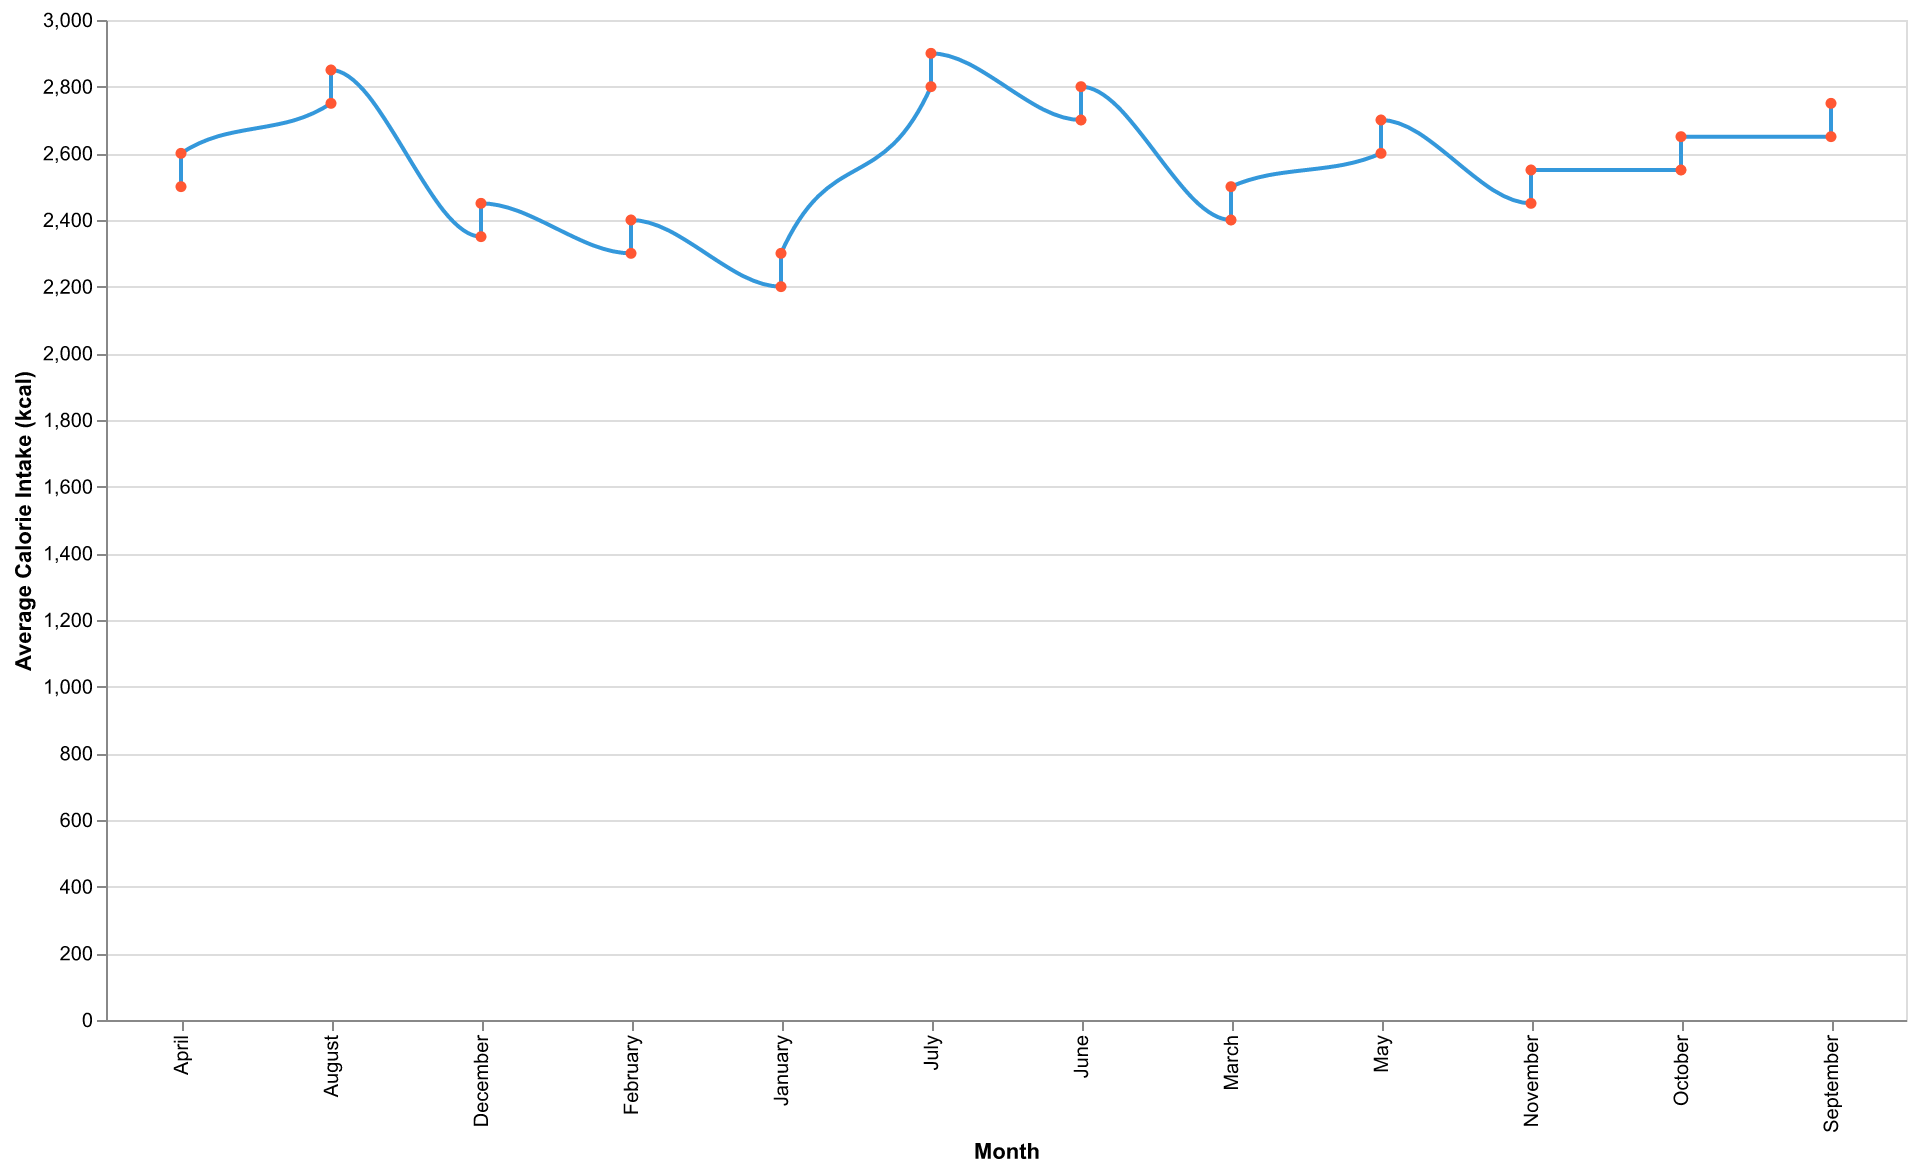 3,000
2,800
2,600
2,400
2,200
2,000
1,800
1,600
1,400
1,200
1,000
800
600
400
200
0
Average Calorie Intake (kcal)
April
August
December
February
January
July
June
March
May
November
October
September
Month